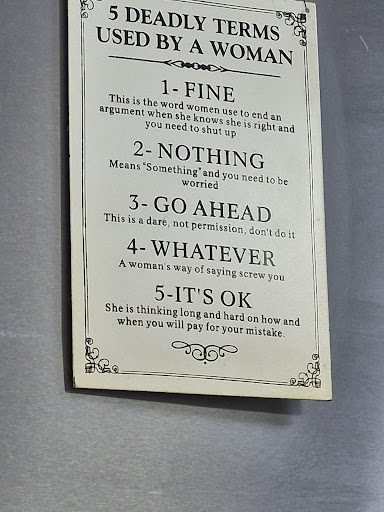 5 DEADLY TERMS
USED BY A WOMAN
1- FINE
This is the word women use to end an
argument when she knows she is right and
you need to shut up
2- NOTHING
Means "Something" and you need to be
worried
3- GO AHEAD
This is a dare, not permission, don't do it
4- WHATEVER
A woman's way of saying screw you
5-IT'S OK
She is thinking long and hard on how and
when you will pay for your mistake.